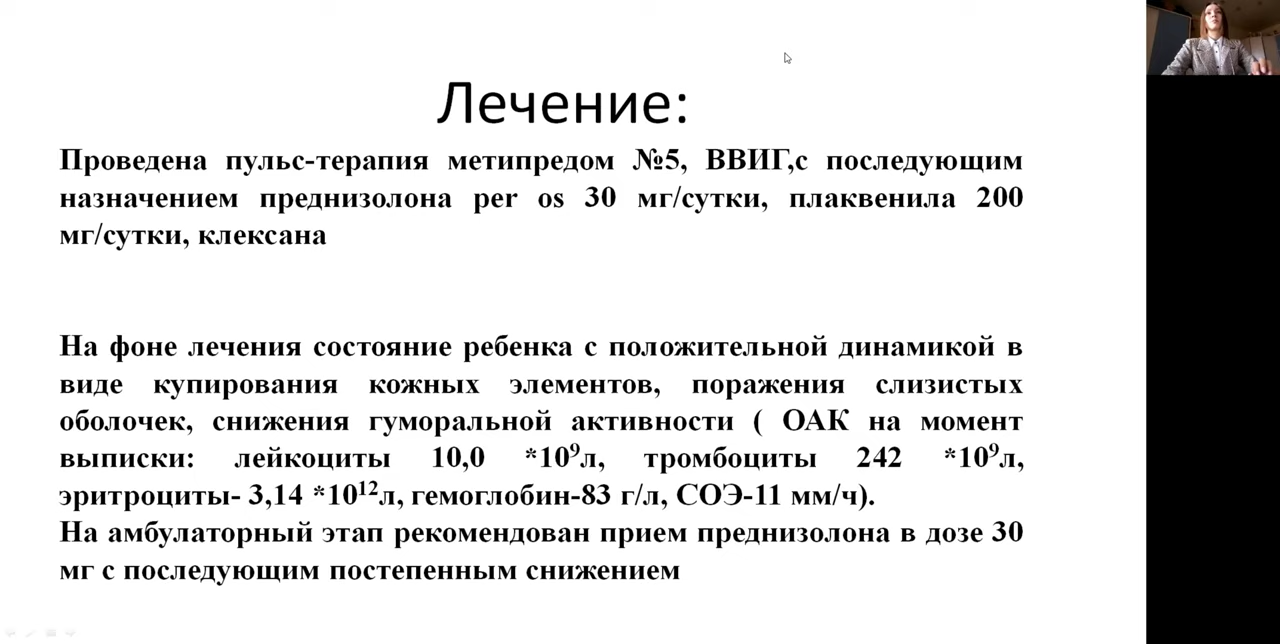 Лечение:
Проведена пульс-терапия метипредом №5, ВВИГ,с последующим
назначением преднизолона per os 30 мг/сутки, плаквенила 200
мг/сутки, клексана
На фоне лечения состояние ребенка с положительной динамикой в
виде купирования кожных элементов, поражения слизистых
оболочек, снижения гуморальной активности ( ОАК на момент
выписки: лейкоциты 10,0 *10⁹л, тромбоциты 242 *10⁹л,
эритроциты- 3,14 *10¹²л, гемоглобин-83 г/л, СОЭ-11 мм/ч).
На амбулаторный этап рекомендован прием преднизолона в дозе 30
мг с последующим постепенным снижением